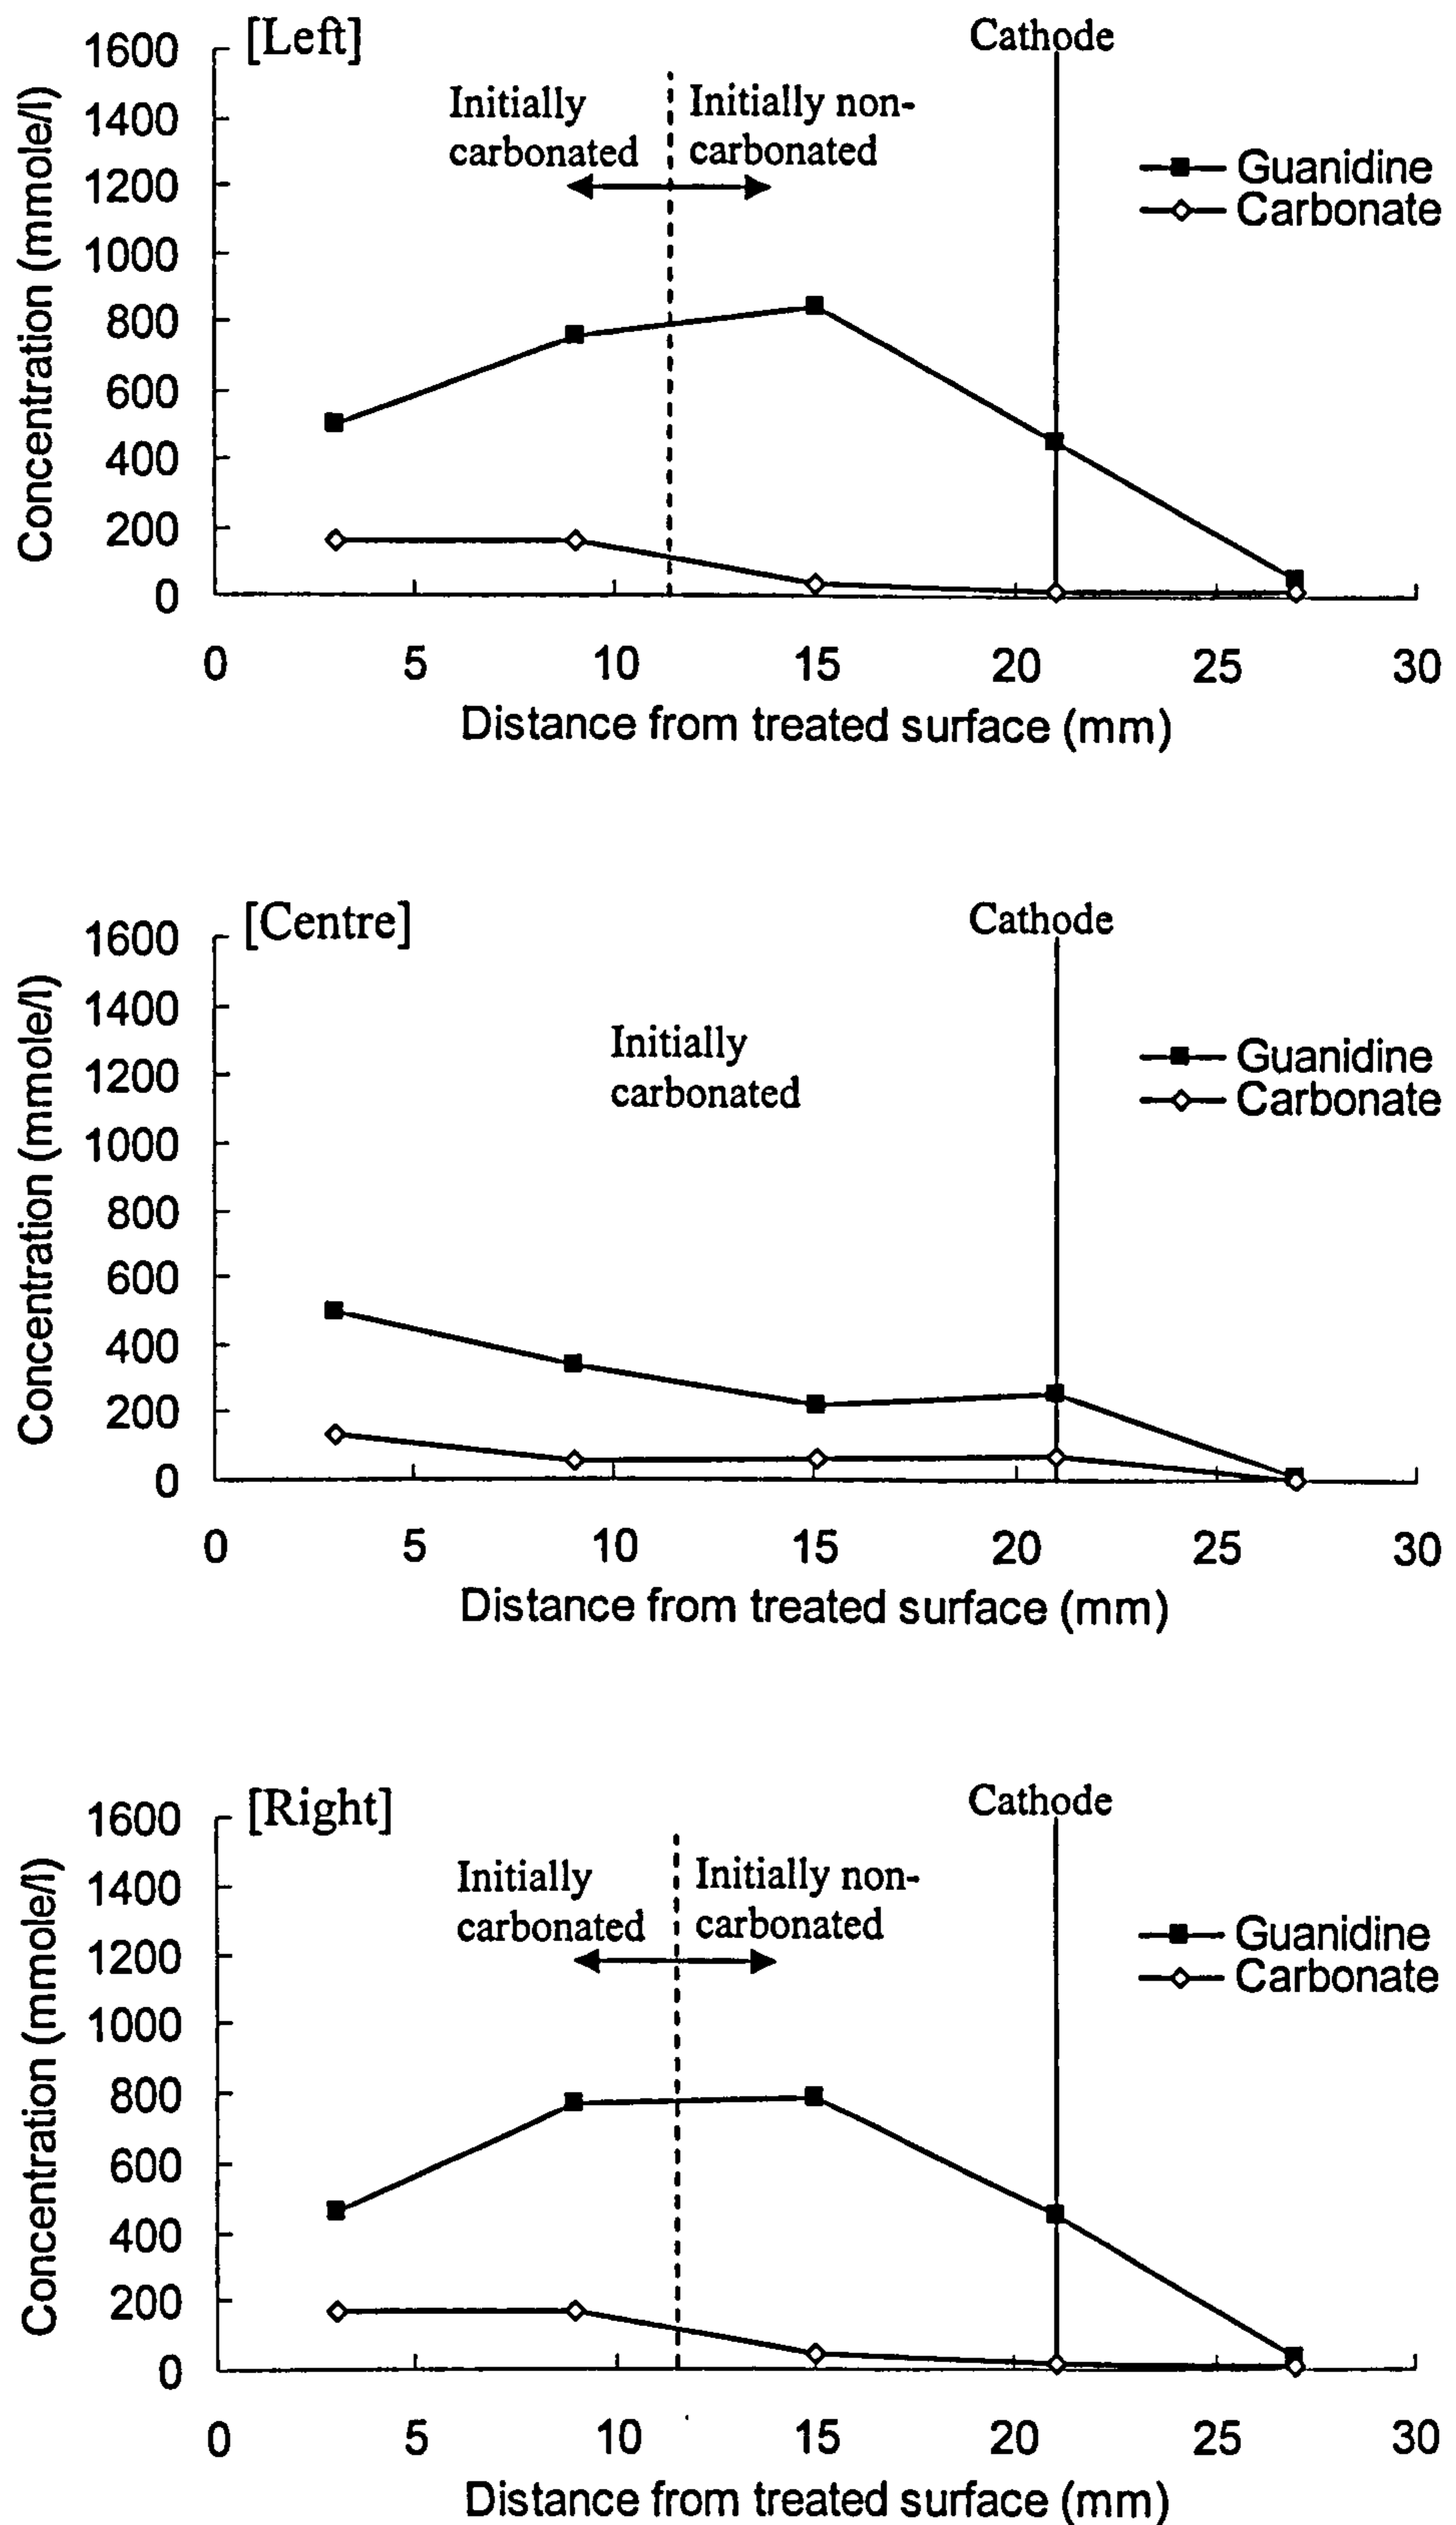 [Left]
Cathode
Initially
carbonated
Initially non-
carbonated
Guanidine
Carbonate
Concentration (mmole/l)
1600
1400
1200
1000
800
600
400
200
0
0 5 10 15 20 25 30
Distance from treated surface (mm)
[Centre]
Cathode
Initially
carbonated
Guanidine
Carbonate
Concentration (mmole/l)
1600
1400
1200
1000
800
600
400
200
0
0 5 10 15 20 25 30
Distance from treated surface (mm)
[Right]
Cathode
Initially
carbonated
Initially non-
carbonated
Guanidine
Carbonate
Concentration (mmole/l)
1600
1400
1200
1000
800
600
400
200
0
0 5 10 15 20 25 30
Distance from treated surface (mm)